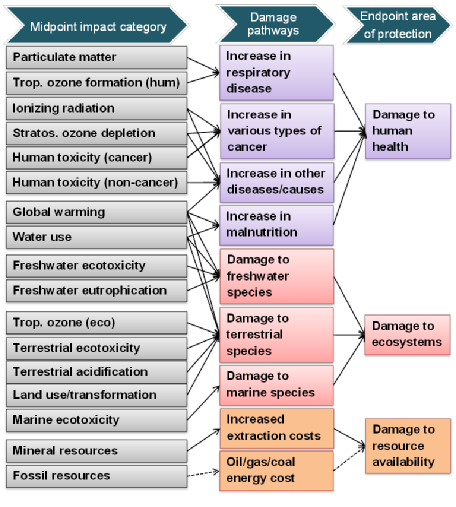 Midpoint impact category
Damage
pathways
Endpoint area
of protection
Particulate matter
Trop. ozone formation (hum)
Ionizing radiation
Stratos. ozone depletion
Human toxicity (cancer)
Human toxicity (non-cancer)
Global warming
Water use
Freshwater ecotoxicity
Freshwater eutrophication
Trop. ozone (eco)
Terrestrial ecotoxicity
Terrestrial acidification
Land use/transformation
Marine ecotoxicity
Mineral resources
Fossil resources
Increase in
respiratory
disease
Increase in
various types of
cancer
Increase in other
diseases/causes
Increase in
malnutrition
Damage to
freshwater
species
Damage to
terrestrial
species
Damage to
marine species
Increased
extraction costs
Oil/gas/coal
energy cost
Damage to
human
health
Damage to
ecosystems
Damage to
resource
availability